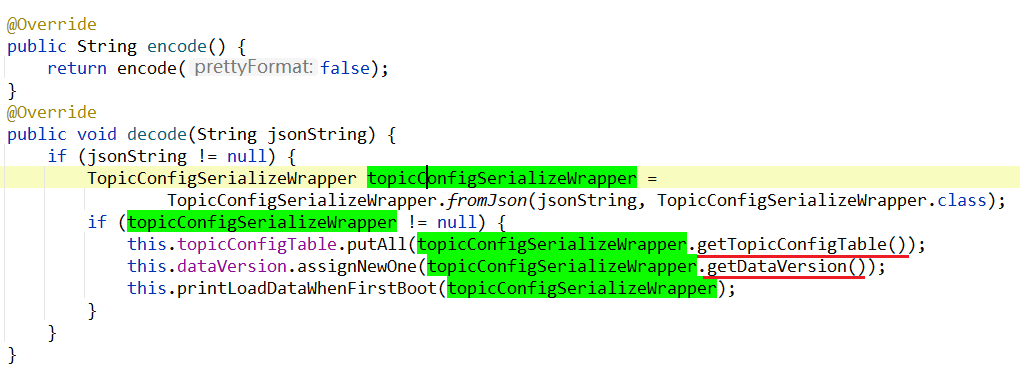 @Override
public String encode() {
    return encode( prettyFormat: false);
}
@Override
public void decode(String jsonString) {
    if (jsonString != null) {
        TopicConfigSerializeWrapper topicConfigSerializeWrapper =
                TopicConfigSerializeWrapper.fromJson(jsonString, TopicConfigSerializeWrapper.class);
        if (topicConfigSerializeWrapper != null) {
            this.topicConfigTable.putAll(topicConfigSerializeWrapper.getTopicConfigTable());
            this.dataVersion.assignNewOne(topicConfigSerializeWrapper.getDataVersion());
            this.printLoadDataWhenFirstBoot(topicConfigSerializeWrapper);
        }
    }
}